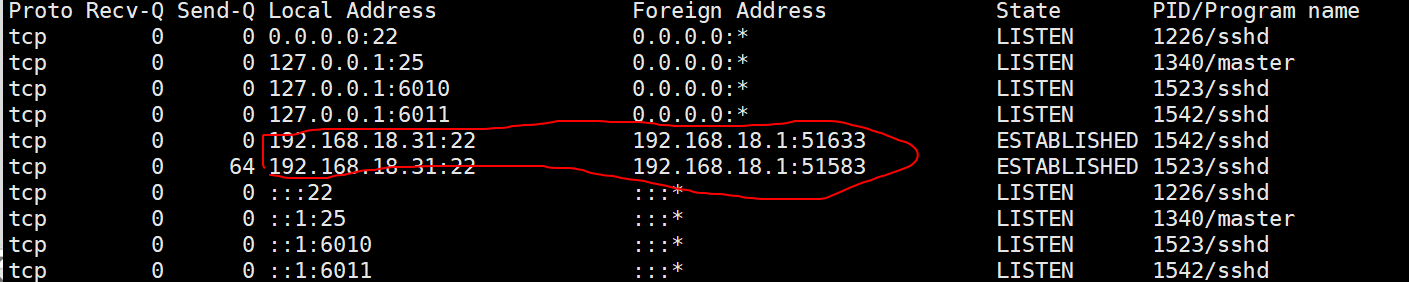 Proto Recv-Q Send-Q Local Address Foreign Address State PID/Program name
tcp 0 0 0.0.0.0:22 0.0.0.0:* LISTEN 1226/sshd
tcp 0 0 127.0.0.1:25 0.0.0.0:* LISTEN 1340/master
tcp 0 0 127.0.0.1:6010 0.0.0.0:* LISTEN 1523/sshd
tcp 0 0 127.0.0.1:6011 0.0.0.0:* LISTEN 1542/sshd
tcp 0 0 192.168.18.31:22 192.168.18.1:51633 ESTABLISHED 1542/sshd
tcp 0 64 192.168.18.31:22 192.168.18.1:51583 ESTABLISHED 1523/sshd
tcp 0 0 :::22 :::* LISTEN 1226/sshd
tcp 0 0 ::1:25 :::* LISTEN 1340/master
tcp 0 0 ::1:6010 :::* LISTEN 1523/sshd
tcp 0 0 ::1:6011 :::* LISTEN 1542/sshd